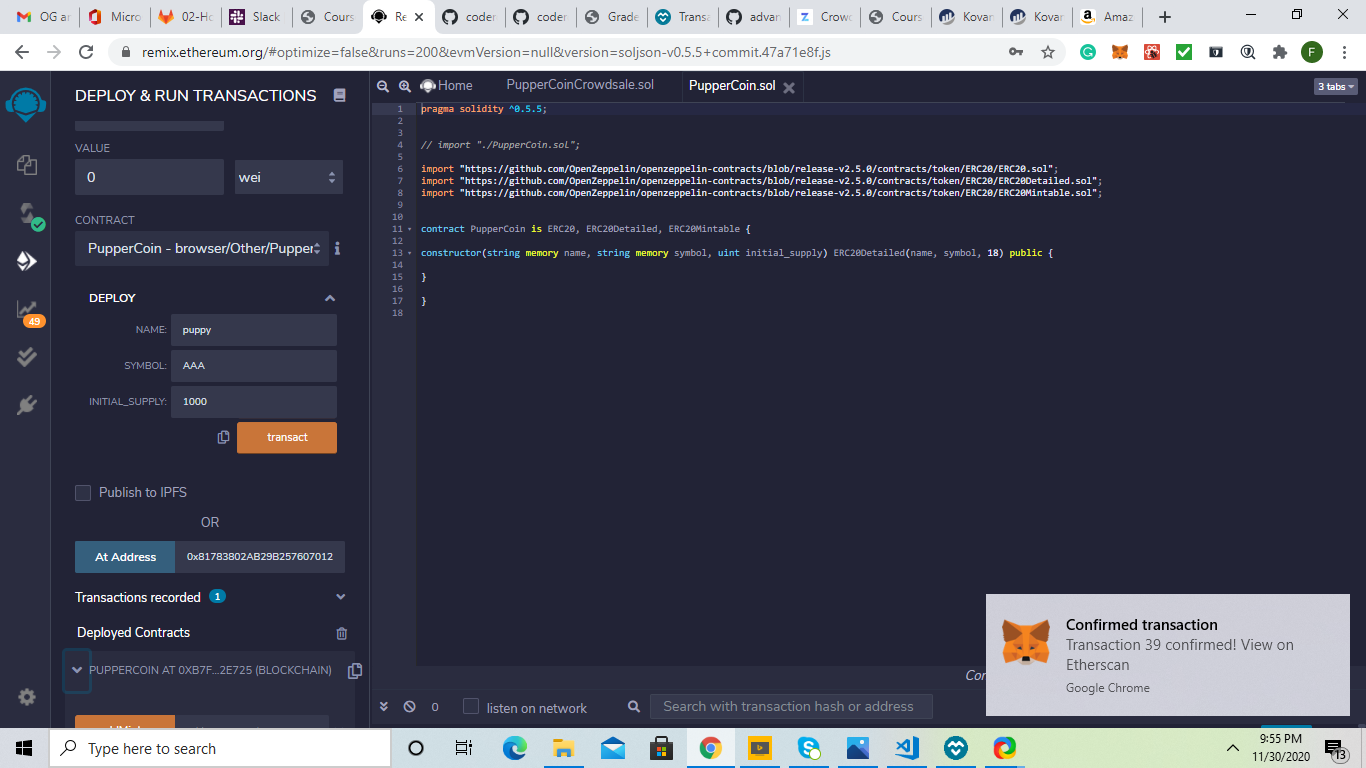 OG ar
Micro
02-Ho
Slack
Cours
Re
coder
coder
Grade
Transa
advan
Crowd
Cours
Kovan
Kovan
Amaz
remix.ethereum.org/#optimize=false&runs=200&evmVersion=null&version=soljson-v0.5.5+commit.47a71e8f.js
F
DEPLOY & RUN TRANSACTIONS
Home
PupperCoinCrowdsale.sol
PupperCoin.sol
3 tabs
VALUE
0
wei
CONTRACT
PupperCoin - browser/Other/Pupper
DEPLOY
NAME:
puppy
SYMBOL:
AAA
INITIAL_SUPPLY:
1000
transact
Publish to IPFS
OR
At Address
0x81783802AB29B257607012
Transactions recorded
1
Deployed Contracts
PUPPERCOIN AT 0XB7F...2E725 (BLOCKCHAIN)
49
1 pragma solidity ^0.5.5;
2
3
4 // import "./PupperCoin.sol";
5
6 import "https://github.com/OpenZeppelin/openzeppelin-contracts/blob/release-v2.5.0/contracts/token/ERC20/ERC20.sol";
7 import "https://github.com/OpenZeppelin/openzeppelin-contracts/blob/release-v2.5.0/contracts/token/ERC20/ERC20Detailed.sol";
8 import "https://github.com/Openzeppelin/openzeppelin-contracts/blob/release-v2.5.0/contracts/token/ERC20/ERC20Mintable.sol";
9
10
11 contract PupperCoin is ERC20, ERC20Detailed, ERC20Mintable {
12
13 constructor(string memory name, string memory symbol, uint initial_supply) ERC20Detailed(name, symbol, 18) public {
14
15 }
16
17 }
18
0
listen on network
Search with transaction hash or address
Confirmed transaction
Transaction 39 confirmed! View on
Etherscan
Google Chrome
Type here to search
9:55 PM
11/30/2020
13